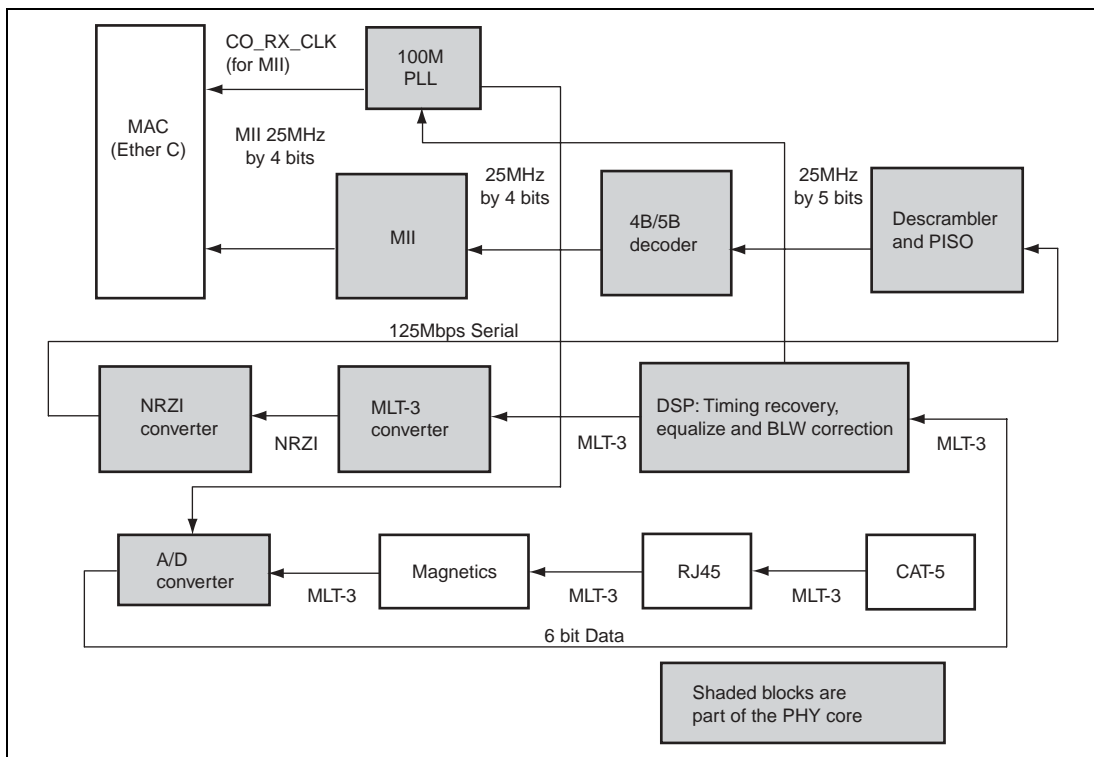 CO_RX_CLK
(for MII)
100M
PLL
MAC
(Ether C)
MII 25MHz
by 4 bits
MII
25MHz
by 4 bits
4B/5B
decoder
25MHz
by 5 bits
Descrambler
and PISO
125Mbps Serial
NRZI
converter
NRZI
MLT-3
converter
MLT-3
DSP: Timing recovery,
equalize and BLW correction
MLT-3
A/D
converter
MLT-3
Magnetics
MLT-3
RJ45
MLT-3
CAT-5
6 bit Data
Shaded blocks are
part of the PHY core